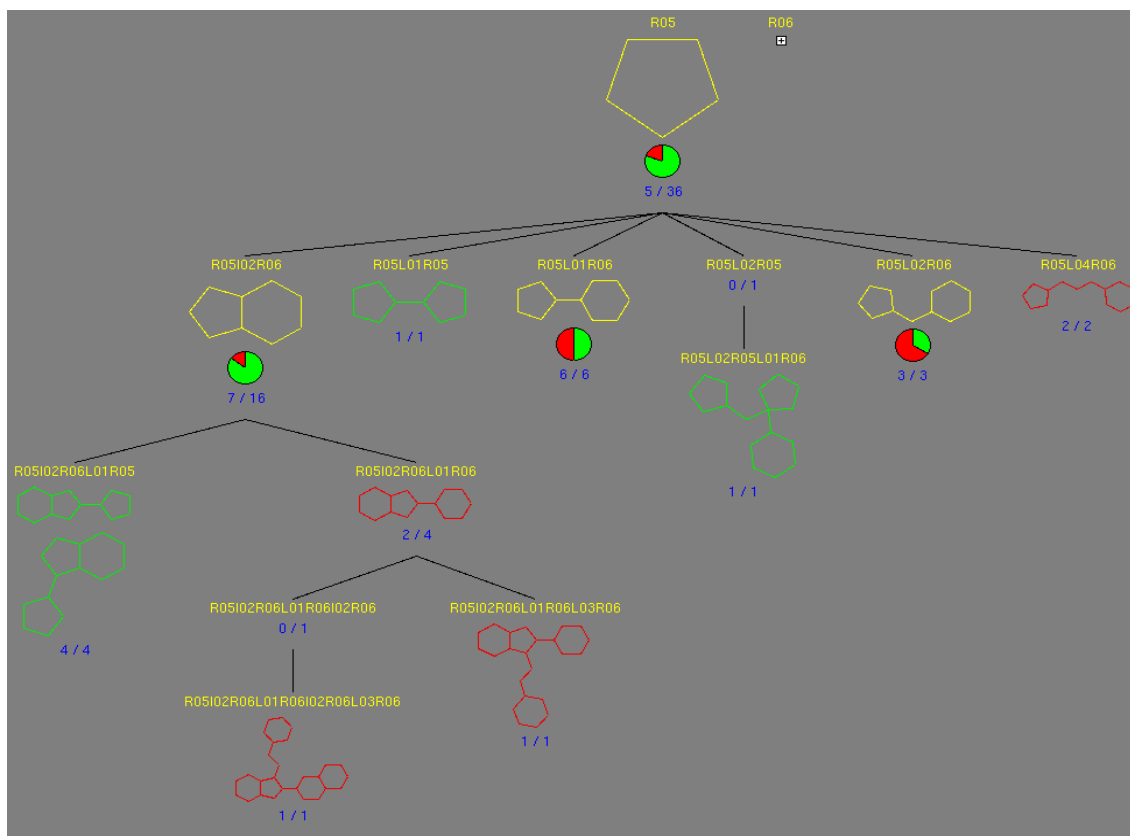 R05 R06
5 / 36
R05I02R06 R05L01R05 R05L01R06 R05L02R05 R05L02R06 R05L04R06
0 / 1
1 / 1
2 / 2
R05L02R05L01R06
6 / 6
3 / 3
7 / 16
R05I02R06L01R05 R05I02R06L01R06
1 / 1
2 / 4
R05I02R06L01R06I02R06 R05I02R06L01R06L03R06
0 / 1
4 / 4
R05I02R06L01R06I02R06L03R06
1 / 1
1 / 1